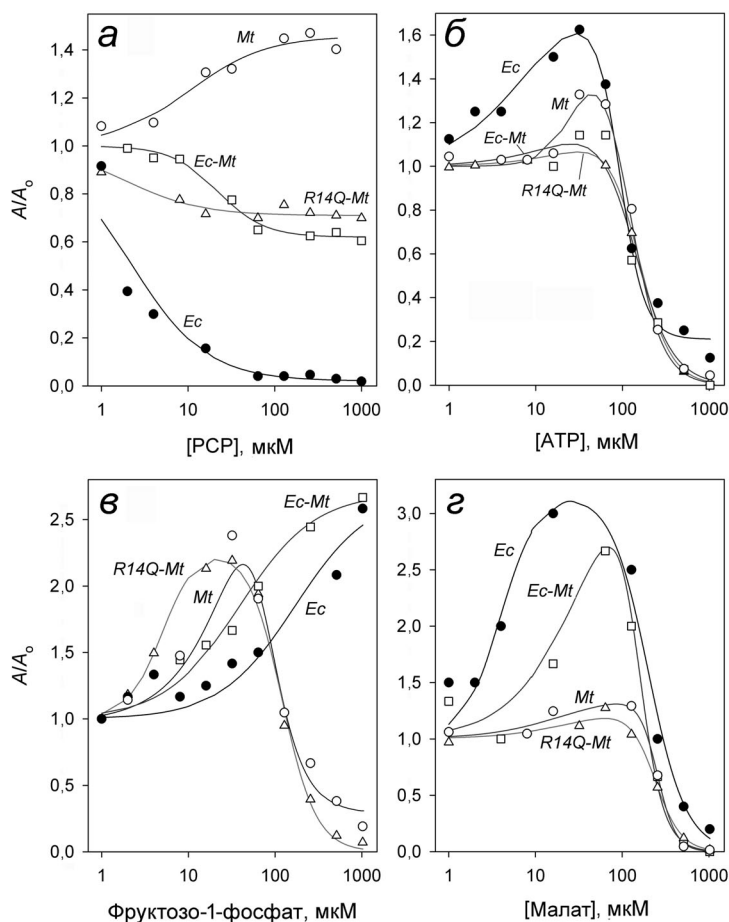 а
Mt
Ec-Mt
R14Q-Mt
Ec
A/Ao
1,4
1,2
1,0
0,8
0,6
0,4
0,2
0,0
1 10 100 1000
[PCP], мкМ
б
Ec
Mt
Ec-Mt
R14Q-Mt
1,6
1,4
1,2
1,0
0,8
0,6
0,4
0,2
0,0
1 10 100 1000
[ATP], мкМ
в
Ec-Mt
R14Q-Mt
Mt
Ec
A/Ao
2.5
2,0
1,5
1,0
0,5
0,0
1 10 100 1000
Фруктозо-1-фосфат, мкМ
г
Ec
Ec-Mt
Mt
R14Q-Mt
3,0
2,5
2,0
1,5
1,0
0,5
0,0
1 10 100 1000
[Малат], мкМ